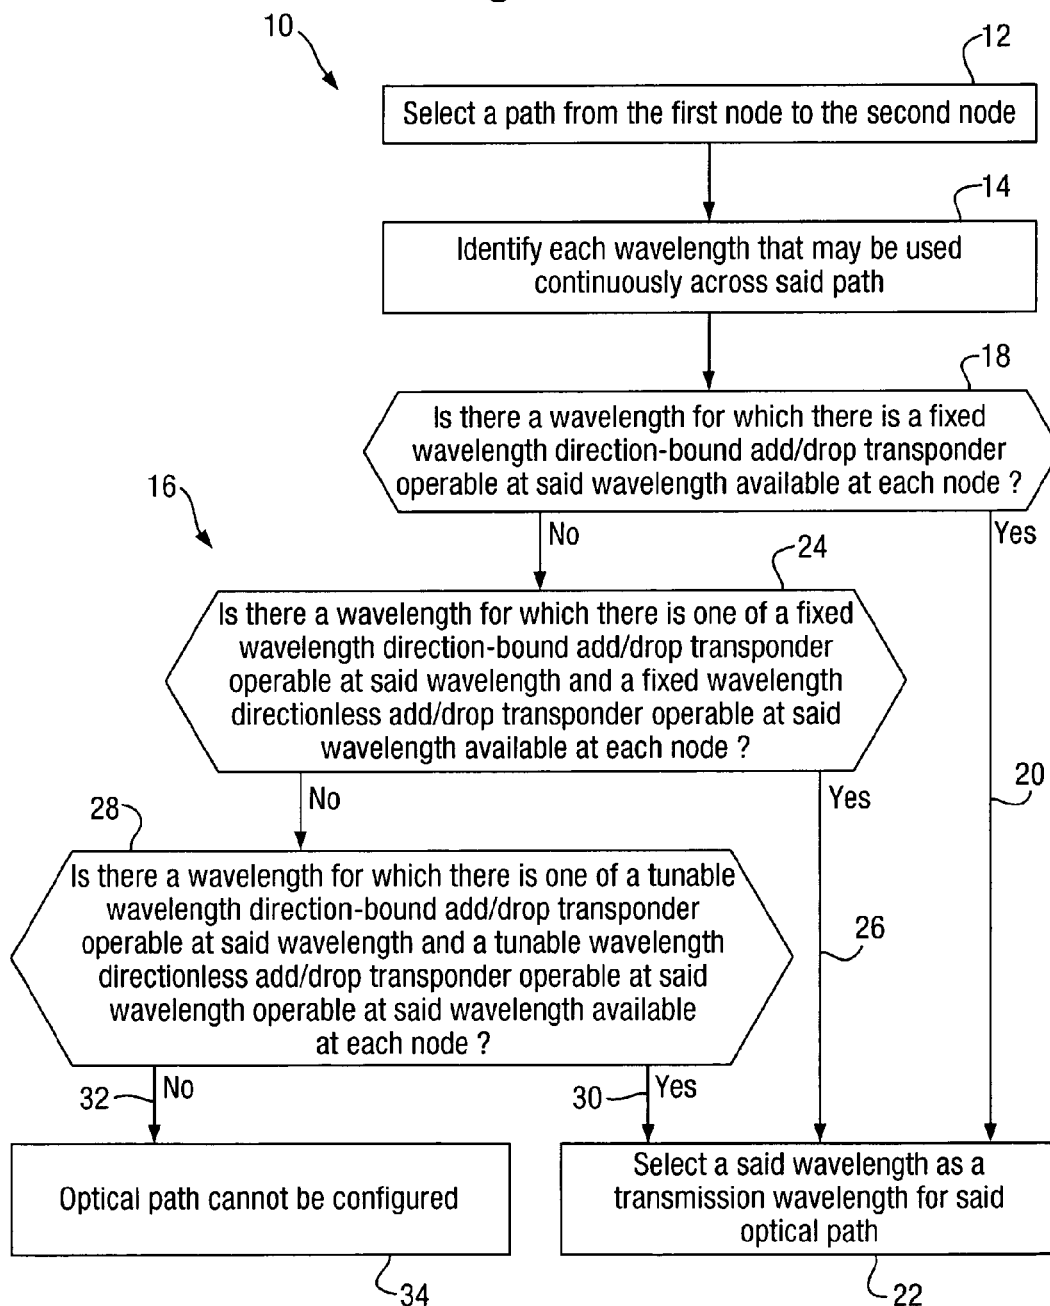 10
12
Select a path from the first node to the second node
14
Identify each wavelength that may be used
continuously across said path
18
Is there a wavelength for which there is a fixed
wavelength direction-bound add/drop transponder
operable at said wavelength available at each node ?
16
No
Yes
24
Is there a wavelength for which there is one of a fixed
wavelength direction-bound add/drop transponder
operable at said wavelength and a fixed wavelength
directionless add/drop transponder operable at said
wavelength available at each node ?
20
No
Yes
28
Is there a wavelength for which there is one of a tunable
wavelength direction-bound add/drop transponder
operable at said wavelength and a tunable wavelength
directionless add/drop transponder operable at said
wavelength operable at said wavelength available
at each node ?
26
32
No
30
Yes
Optical path cannot be configured
Select a said wavelength as a
transmission wavelength for said
optical path
34
22